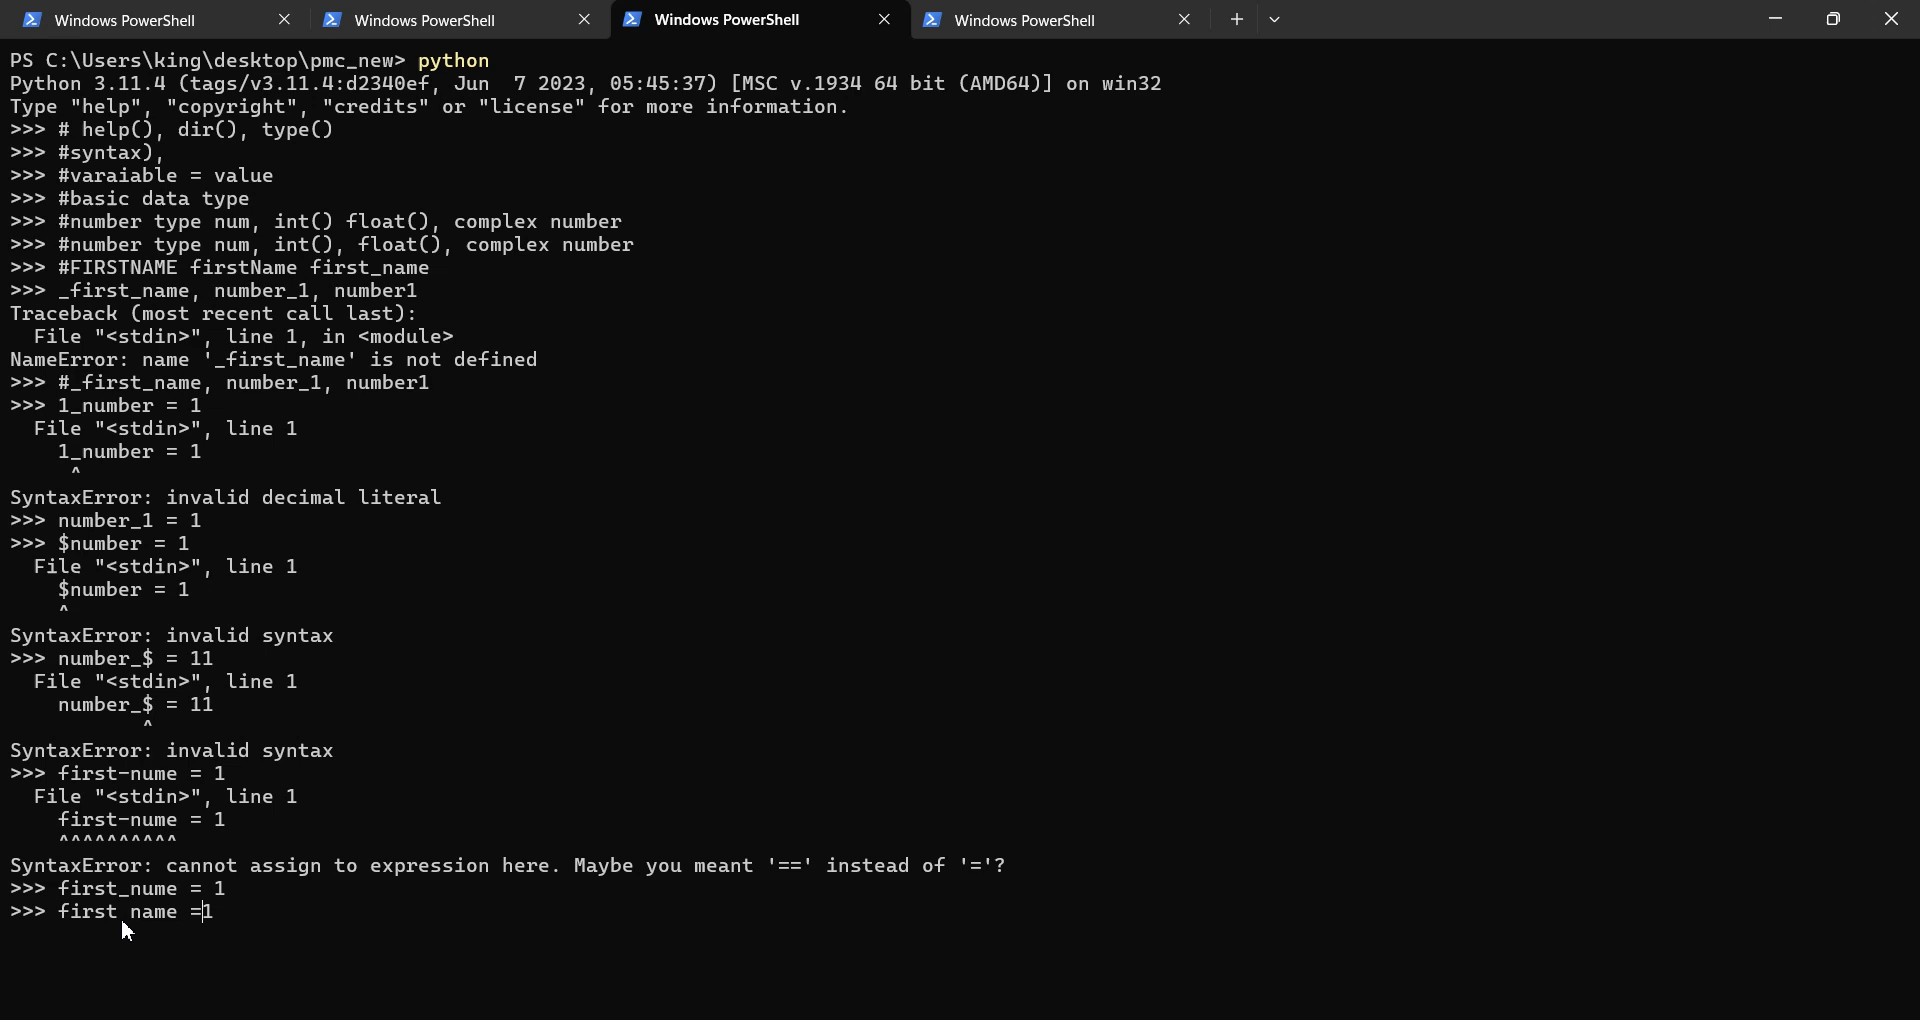 Windows PowerShell
Windows PowerShell
Windows PowerShell
Windows PowerShell
PS C:\Users\king\desktop\pmc_new> python
Python 3.11.4 (tags/v3.11.4:d2340ef, Jun  7 2023, 05:45:37) [MSC v.1934 64 bit (AMD64)] on win32
Type "help", "copyright", "credits" or "license" for more information.
>>> # help(), dir(), type()
>>> #syntax),
>>> #varaiable = value
>>> #basic data type
>>> #number type num, int() float(), complex number
>>> #number type num, int(), float(), complex number
>>> #FIRSTNAME firstName first_name
>>> _first_name, number_1, number1
Traceback (most recent call last):
  File "<stdin>", line 1, in <module>
NameError: name '_first_name' is not defined
>>> #_first_name, number_1, number1
>>> 1_number = 1
  File "<stdin>", line 1
    1_number = 1
     ^
SyntaxError: invalid decimal literal
>>> number_1 = 1
>>> $number = 1
  File "<stdin>", line 1
    $number = 1
    ^
SyntaxError: invalid syntax
>>> number_$ = 11
  File "<stdin>", line 1
    number_$ = 11
           ^
SyntaxError: invalid syntax
>>> first-nume = 1
  File "<stdin>", line 1
    first-nume = 1
    ^^^^^^^^^^
SyntaxError: cannot assign to expression here. Maybe you meant '==' instead of '='?
>>> first_nume = 1
>>> first name =1